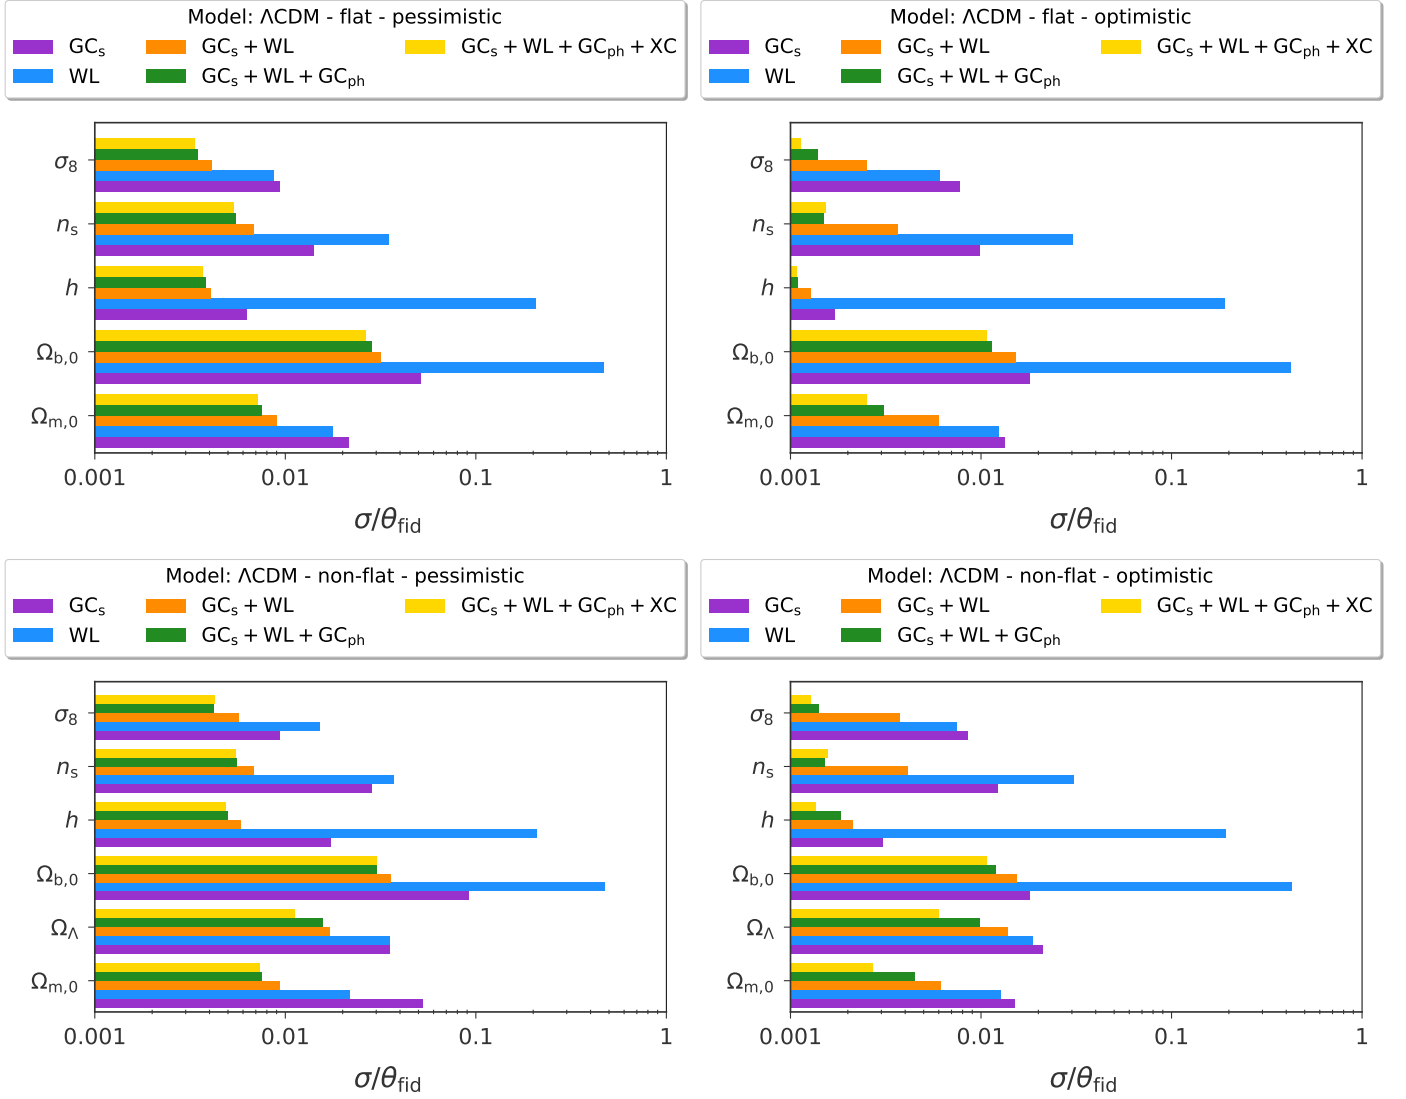 Model: ΛCDM - flat - pessimistic
GCs GCs + WL GCs + WL + GCph + XC
WL GCs + WL + GCph
σ8
ns
h
Ωb,0
Ωm,0
0.001 0.01 0.1 1
σ/θfid
Model: ΛCDM - flat - optimistic
GCs GCs + WL GCs + WL + GCph + XC
WL GCs + WL + GCph
σ8
ns
h
Ωb,0
Ωm,0
0.001 0.01 0.1 1
σ/θfid
Model: ΛCDM - non-flat - pessimistic
GCs GCs + WL GCs + WL + GCph + XC
WL GCs + WL + GCph
σ8
ns
h
Ωb,0
ΩΛ
Ωm,0
0.001 0.01 0.1 1
σ/θfid
Model: ΛCDM - non-flat - optimistic
GCs GCs + WL GCs + WL + GCph + XC
WL GCs + WL + GCph
σ8
ns
h
Ωb,0
ΩΛ
Ωm,0
0.001 0.01 0.1 1
σ/θfid